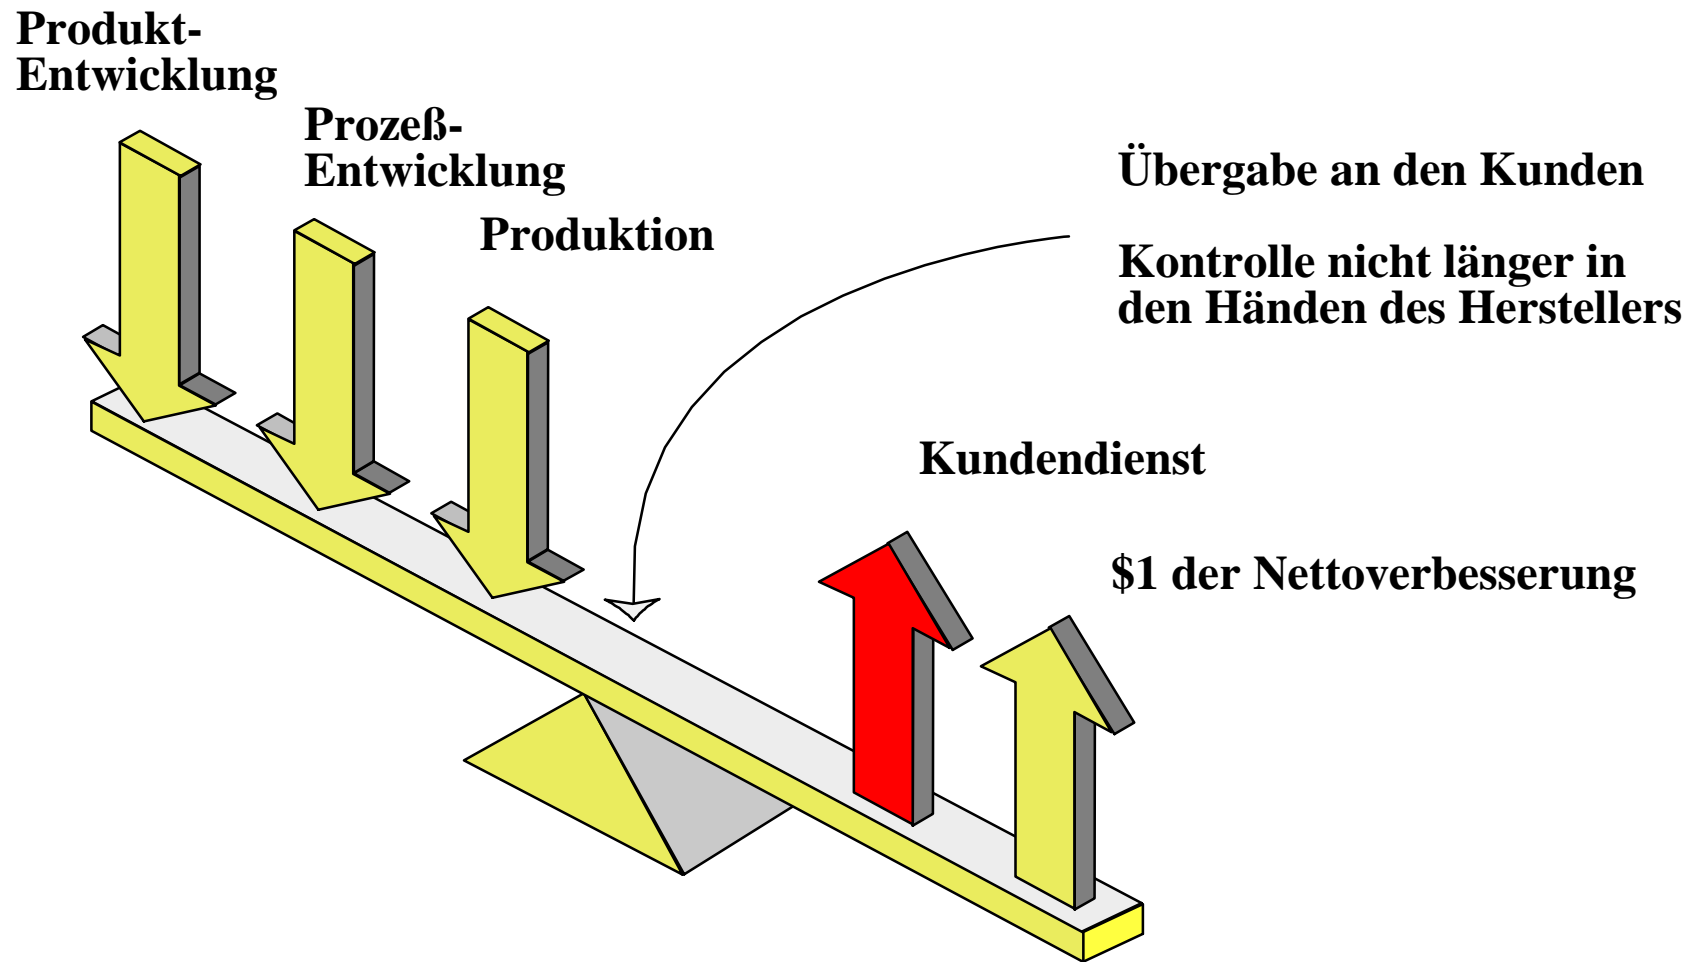 Produkt-
Entwicklung
Prozeß-
Entwicklung
Produktion
Übergabe an den Kunden
Kontrolle nicht länger in
den Händen des Herstellers
Kundendienst
$1 der Nettoverbesserung